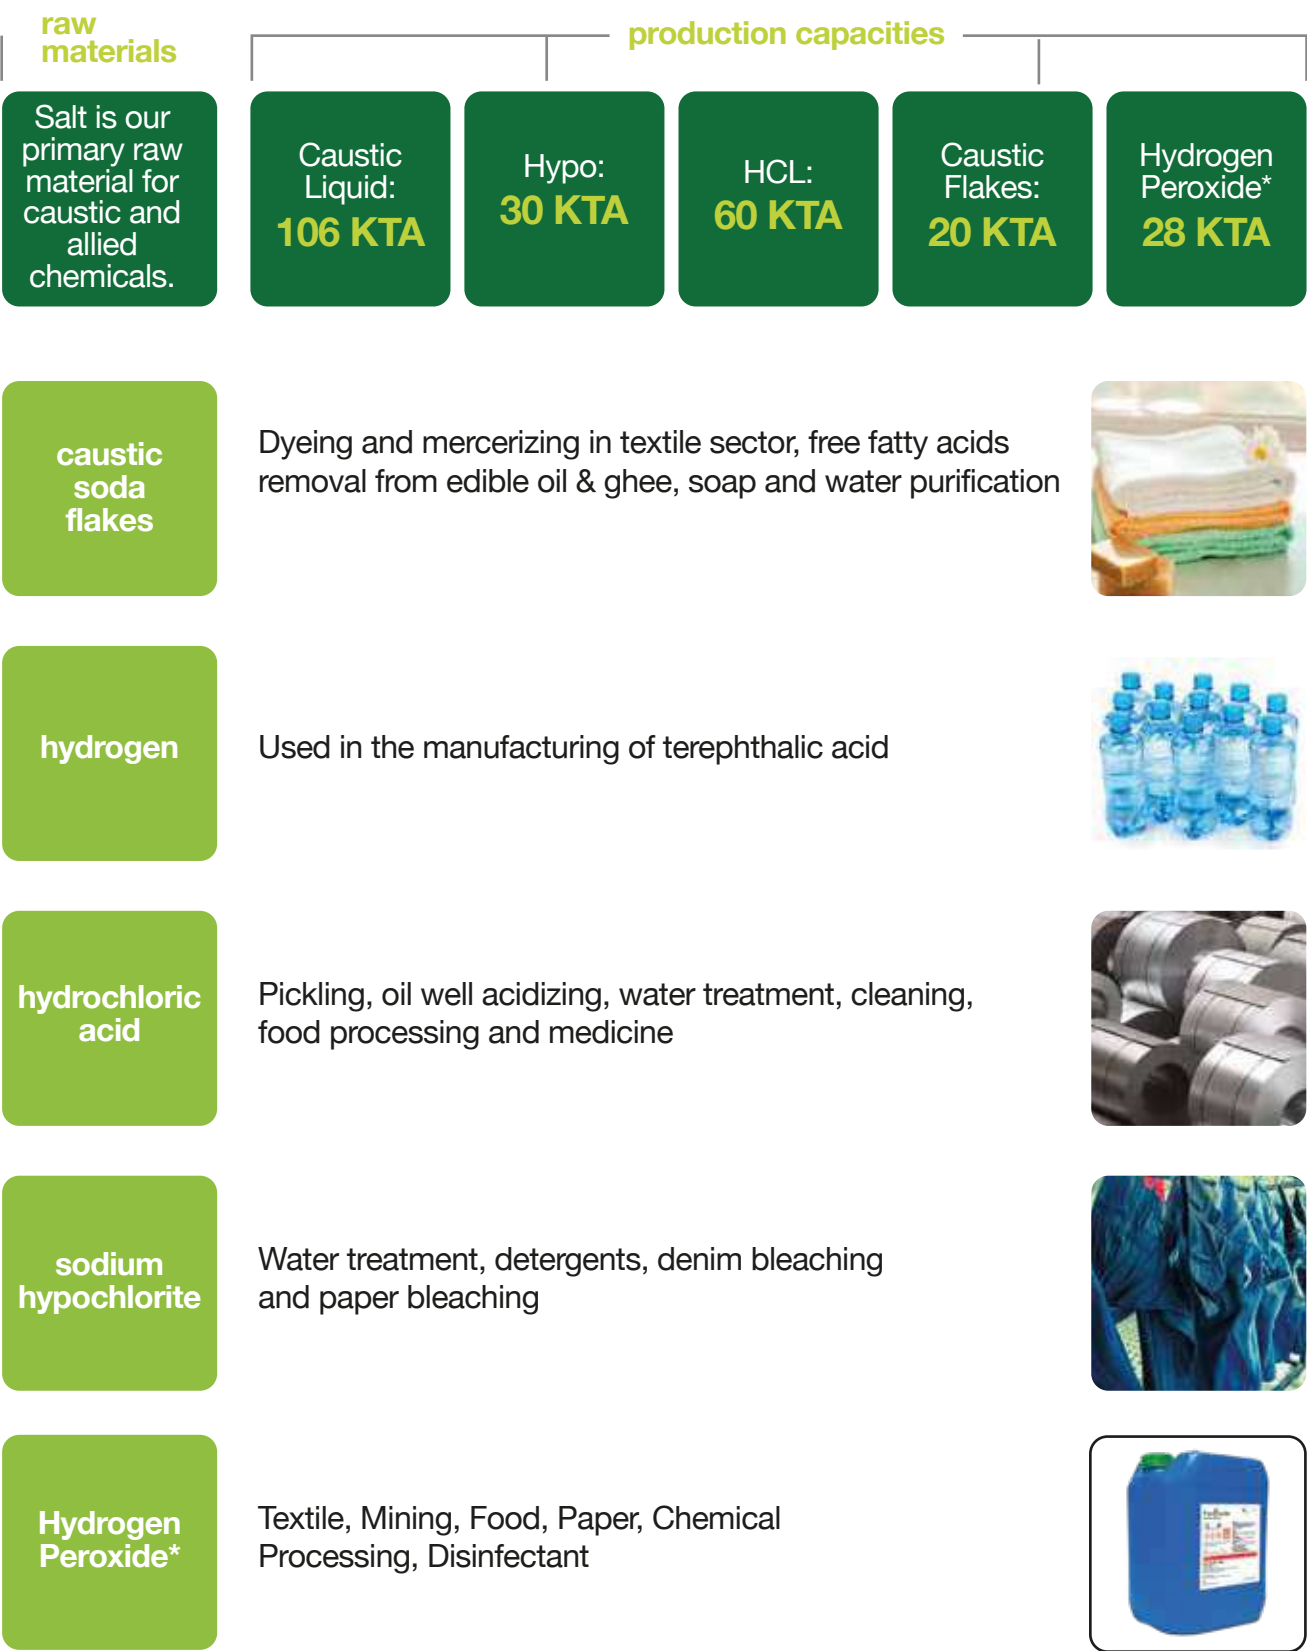 raw
materials
production capacities
Salt is our
primary raw
material for
caustic and
allied
chemicals.
Caustic
Liquid:
106 KTA
Hypo:
30 KTA
HCL:
60 KTA
Caustic
Flakes:
20 KTA
Hydrogen
Peroxide*
28 KTA
caustic
soda
flakes
Dyeing and mercerizing in textile sector, free fatty acids
removal from edible oil & ghee, soap and water purification
hydrogen
Used in the manufacturing of terephthalic acid
hydrochloric
acid
Pickling, oil well acidizing, water treatment, cleaning,
food processing and medicine
sodium
hypochlorite
Water treatment, detergents, denim bleaching
and paper bleaching
Hydrogen
Peroxide*
Textile, Mining, Food, Paper, Chemical
Processing, Disinfectant